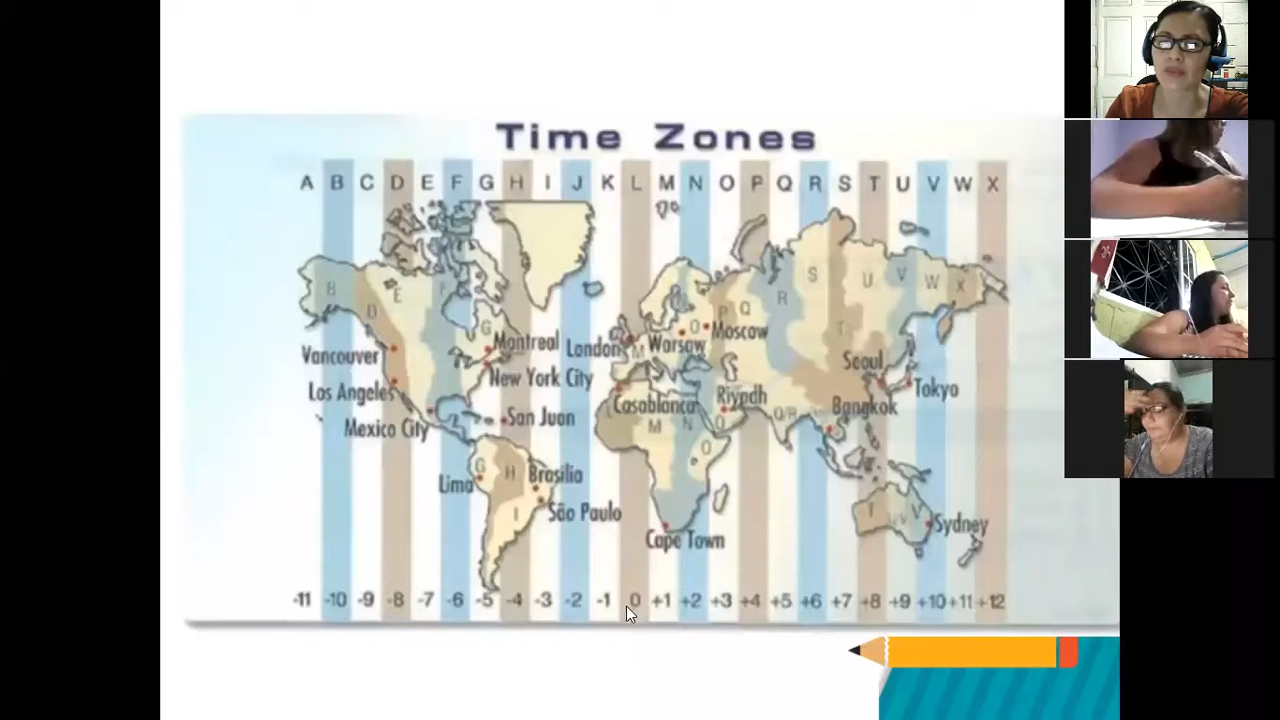 Time Zones
A B C D E F G H I J K L M N O P Q R S T U V W X
B
D
E
F
G
M
O
P
Q
R
S
T
U
V
W
X
Montreal
London
Warsaw
Moscow
Vancouver
Seoul
New York City
Tokyo
Los Angeles
Casablanca
Riyadh
Bangkok
San Juan
Mexico City
L
M
N
O
Q/R
O
G
H
Lima
Brasilia
I
São Paulo
T
V
Sydney
Cape Town
-11 -10 -9 -8 -7 -6 -5 -4 -3 -2 -1 0 +1 +2 +3 +4 +5 +6 +7 +8 +9 +10 +11 +12